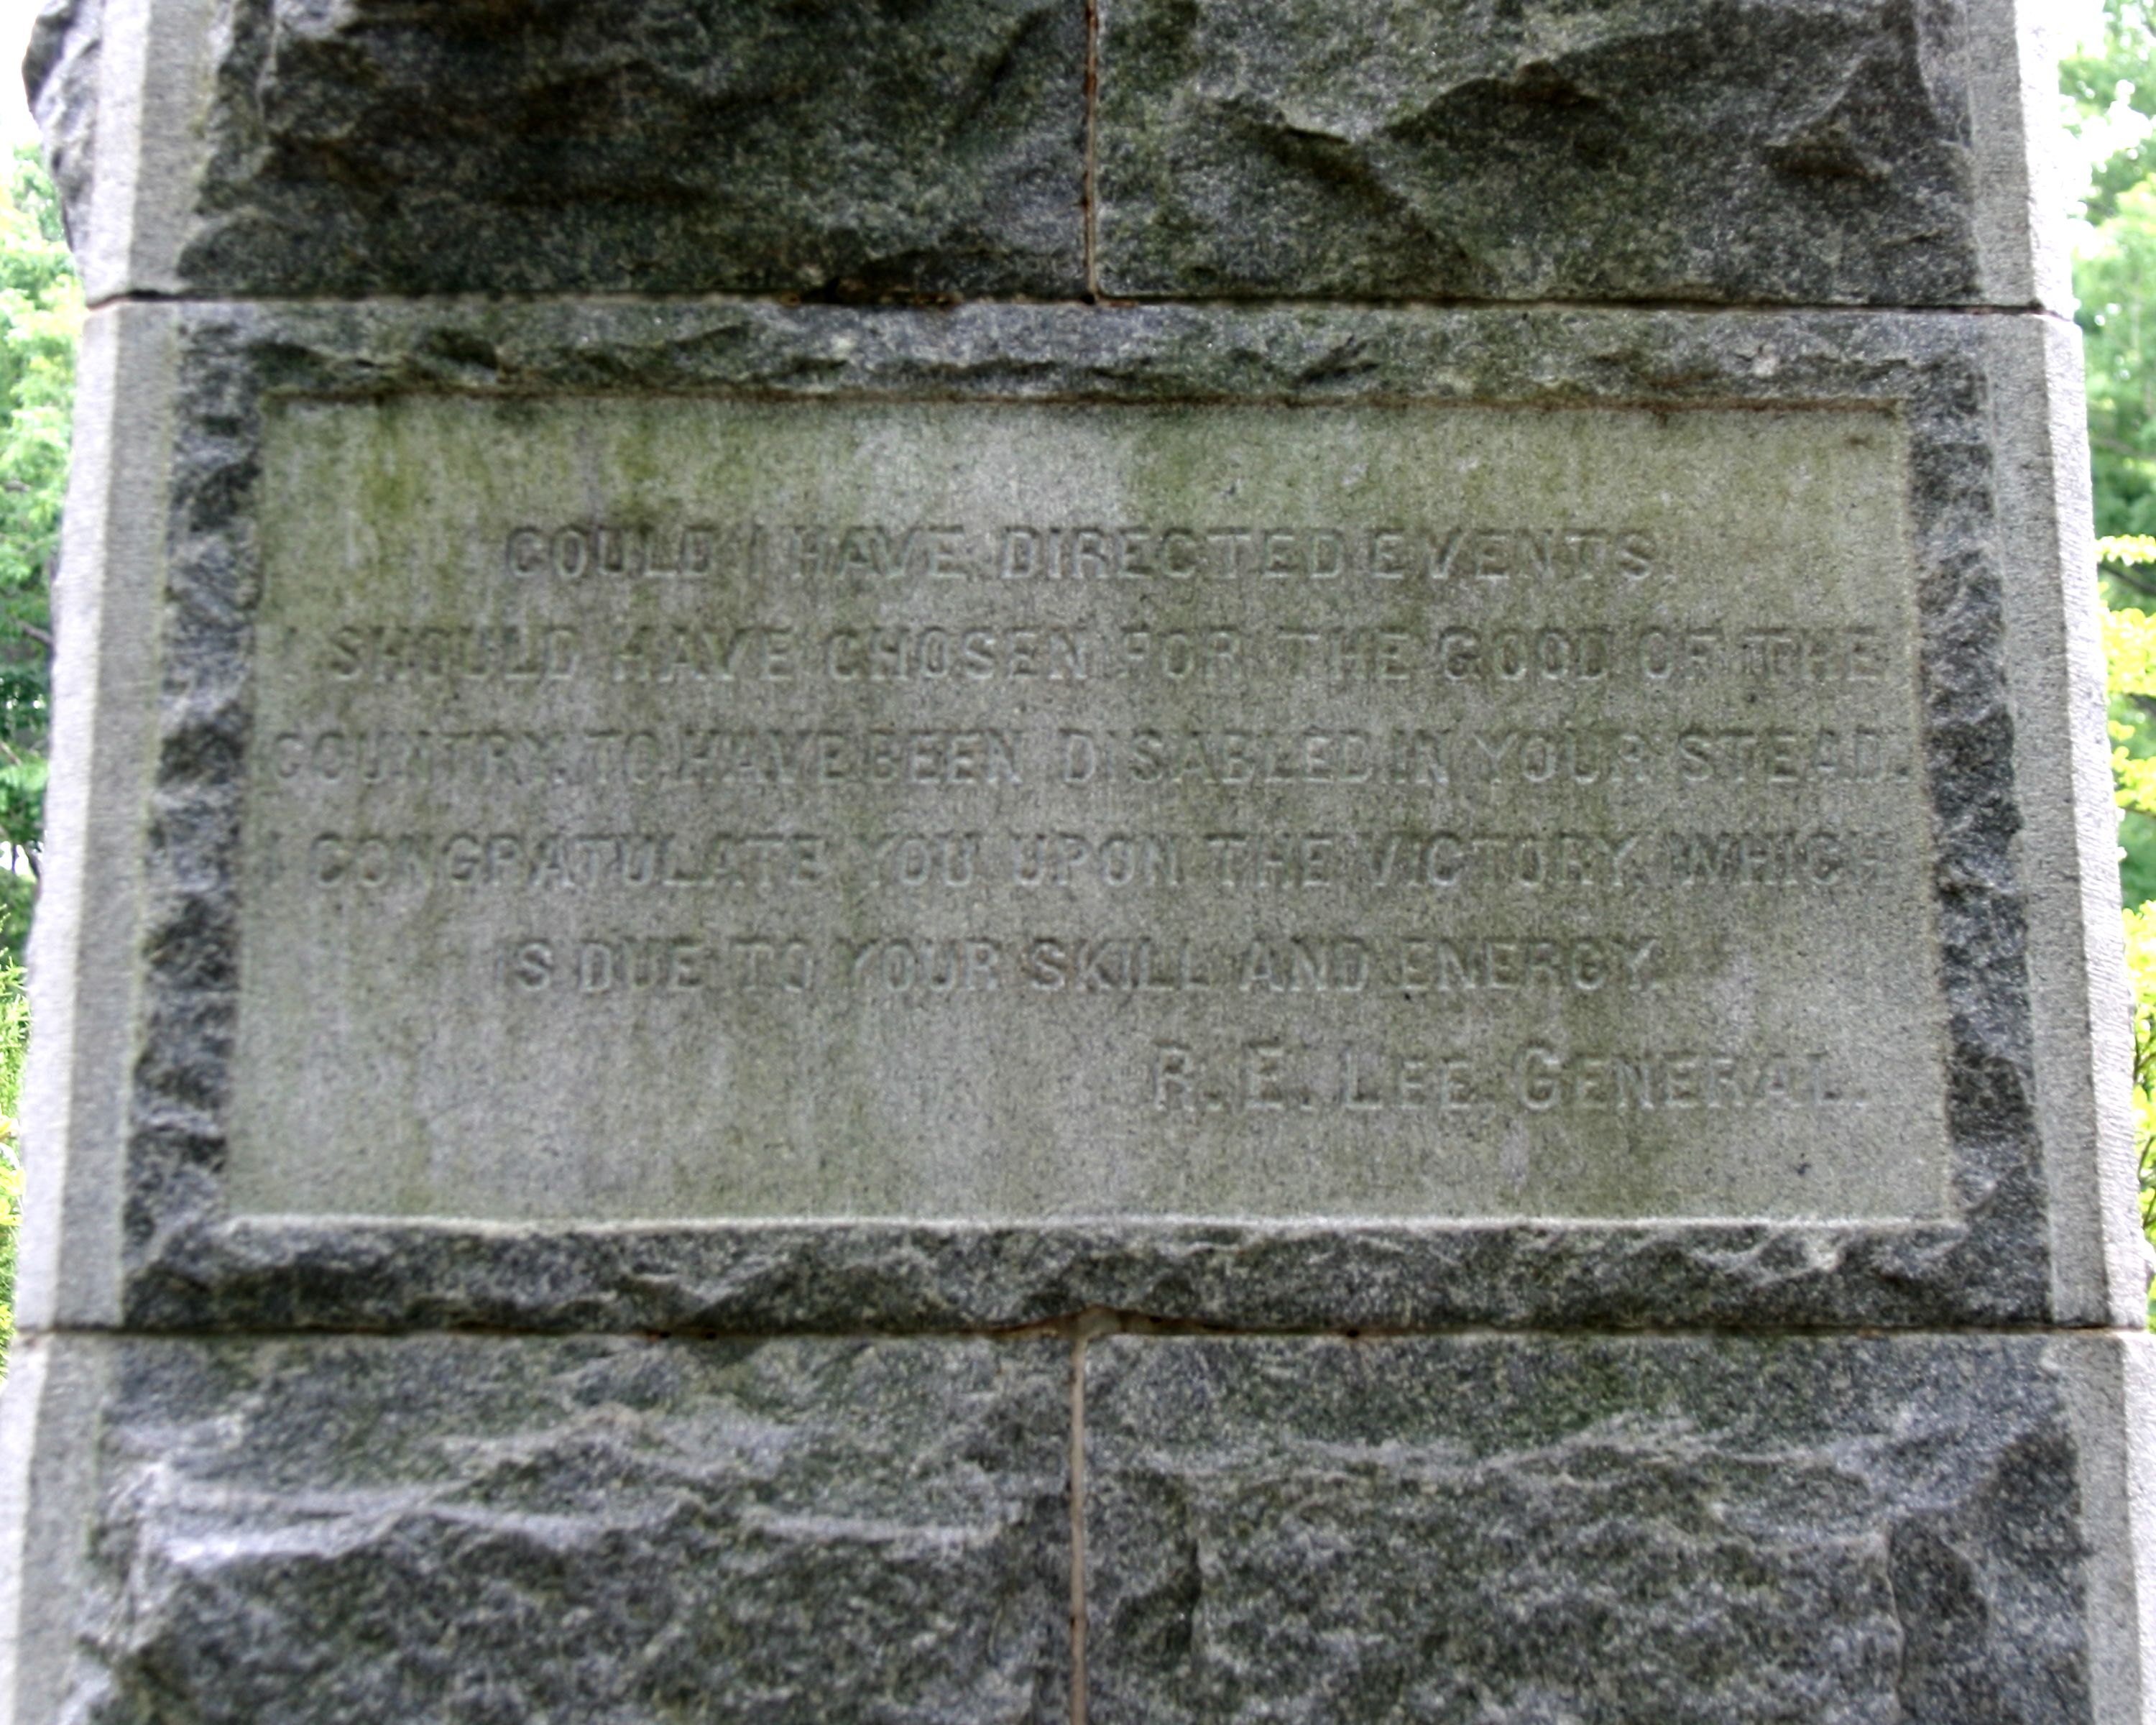 COULD I HAVE DIRECTED EVENTS,
I SHOULD HAVE CHOSEN FOR THE GOOD OF THE
COUNTRY, TO HAVE BEEN DISABLED IN YOUR STEAD.
I CONGRATULATE YOU UPON THE VICTORY, WHICH
IS DUE TO YOUR SKILL AND ENERGY.
R. E. LEE, GENERAL.